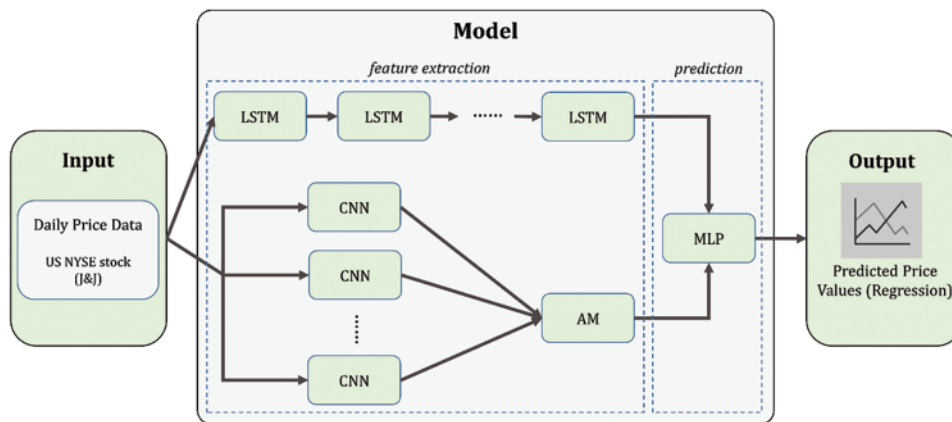 Model
feature extraction
prediction
LSTM
LSTM
......
LSTM
Input
Daily Price Data
US NYSE stock
(J&J)
CNN
CNN
......
CNN
AM
MLP
Output
Predicted Price
Values (Regression)